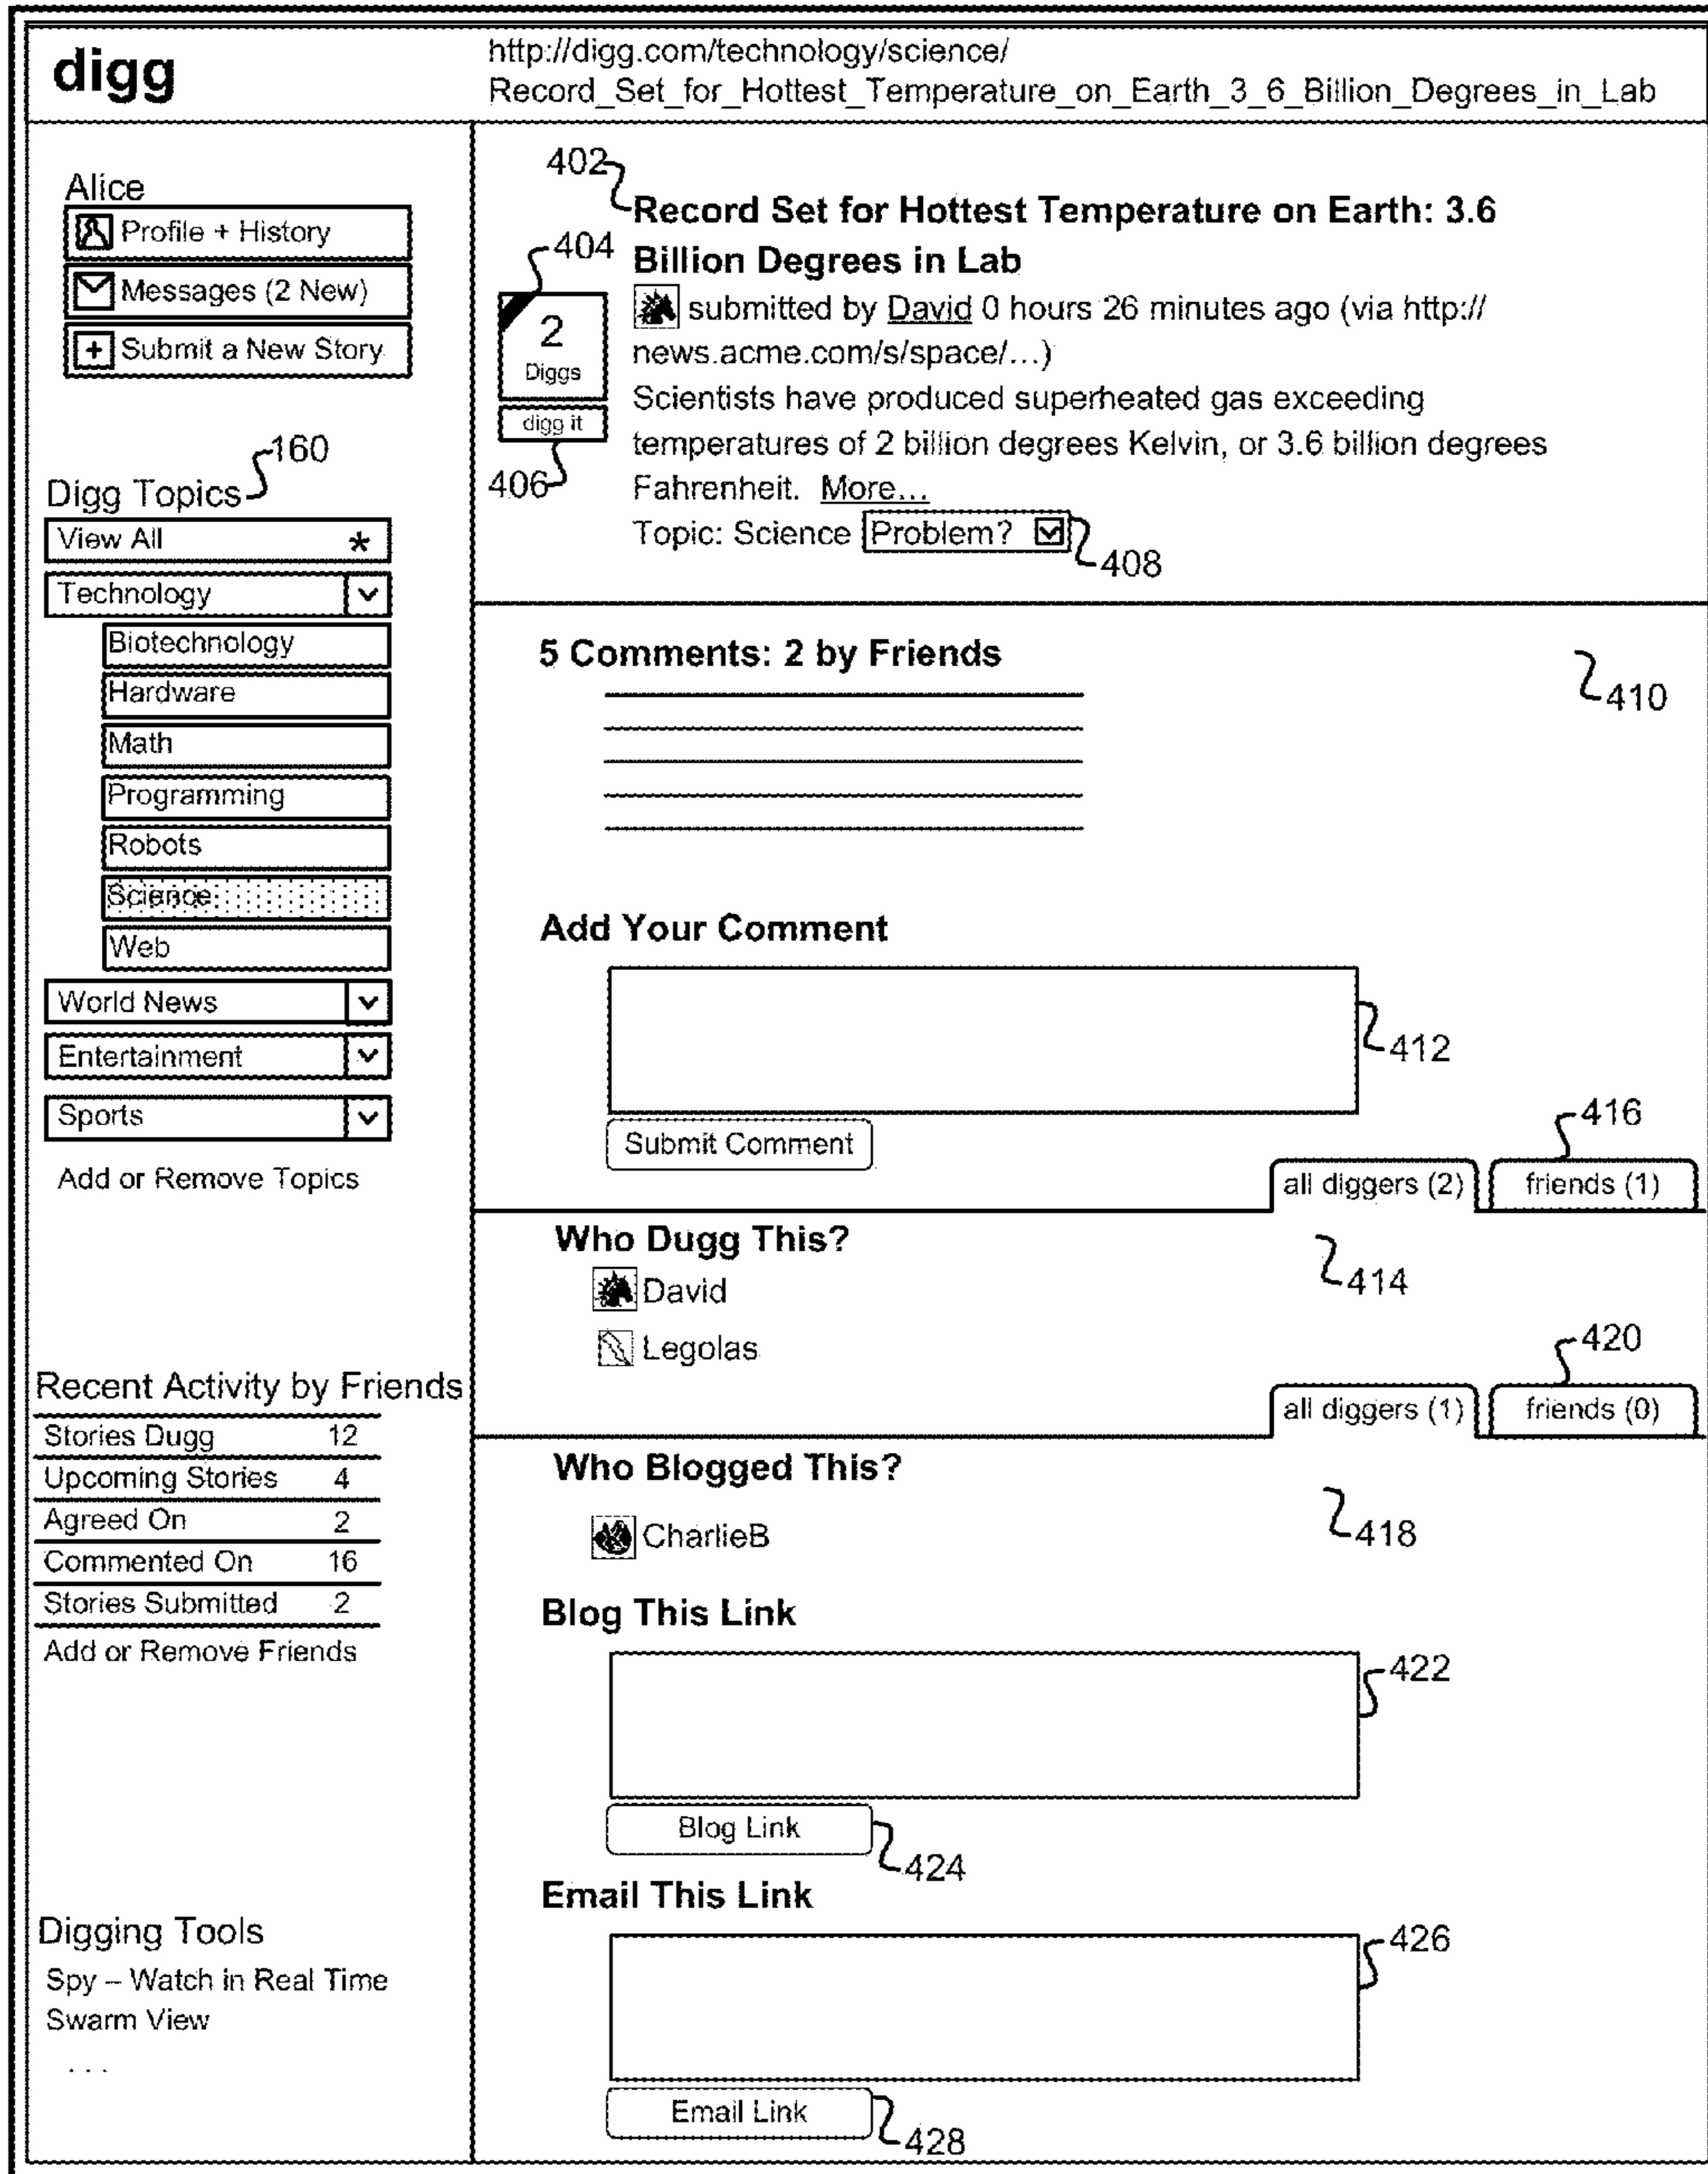 digg
http://digg.com/technology/science/
Record_Set_for_Hottest_Temperature_on_Earth_3_6_Billion_Degrees_in_Lab
Alice
Profile + History
Messages (2 New)
+ Submit a New Story
160
Digg Topics
View All *
Technology
Biotechnology
Hardware
Math
Programming
Robots
Science
Web
World News
Entertainment
Sports
Add or Remove Topics
Recent Activity by Friends
Stories Dugg 12
Upcoming Stories 4
Agreed On 2
Commented On 16
Stories Submitted 2
Add or Remove Friends
Digging Tools
Spy – Watch in Real Time
Swarm View
. . .
402
Record Set for Hottest Temperature on Earth: 3.6
Billion Degrees in Lab
404
2
Diggs
digg it
406
submitted by David 0 hours 26 minutes ago (via http://
news.acme.com/s/space/...)
Scientists have produced superheated gas exceeding
temperatures of 2 billion degrees Kelvin, or 3.6 billion degrees
Fahrenheit. More...
Topic: Science Problem?
408
5 Comments: 2 by Friends
410
Add Your Comment
412
Submit Comment
416
all diggers (2) friends (1)
Who Dugg This?
414
David
Legolas
420
all diggers (1) friends (0)
Who Blogged This?
418
CharlieB
Blog This Link
422
Blog Link
424
Email This Link
426
Email Link
428